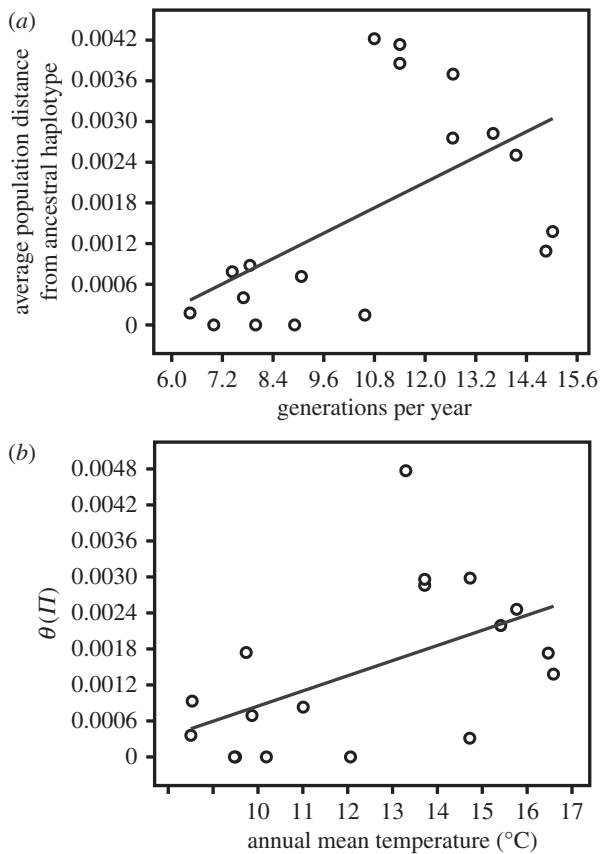 (a)
average population distance
from ancestral haplotype
0.0042
0.0036
0.0030
0.0024
0.0018
0.0012
0.0006
0
6.0 7.2 8.4 9.6 10.8 12.0 13.2 14.4 15.6
generations per year
(b)
θ(Π)
0.0048
0.0042
0.0036
0.0030
0.0024
0.0018
0.0012
0.0006
0
10 11 12 13 14 15 16 17
annual mean temperature (°C)